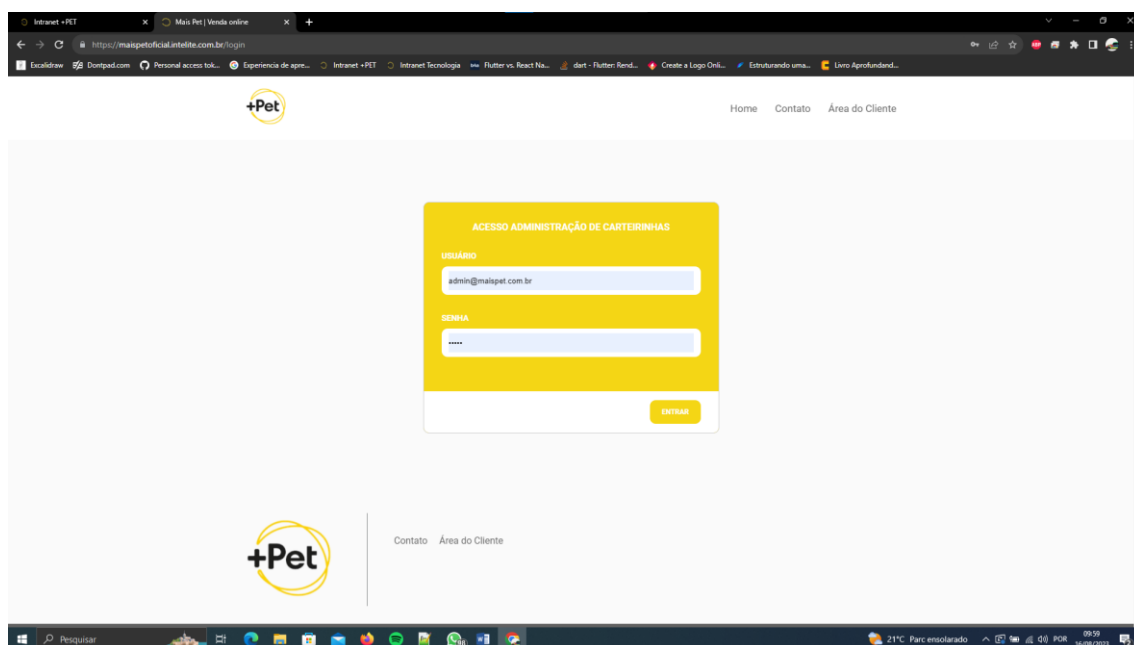 Intranet +PET
Mais Pet | Venda online
https://maispetoficial.intelite.com.br/login
Excalidraw Dontpad.com Personal access tok... Experiencia de apre... Intranet +PET Intranet Tecnologia Flutter vs. React Na... dart - Flutter: Rend... Create a Logo Onli... Estruturando uma... Livro Aprofundand...
+Pet
Home Contato Área do Cliente
ACESSO ADMINISTRAÇÃO DE CARTEIRINHAS
USUÁRIO
admin@maispet.com.br
SENHA
•••••
ENTRAR
+Pet
Contato Área do Cliente
Pesquisar
21°C Parc ensolarado
POR
09:59
16/08/2023